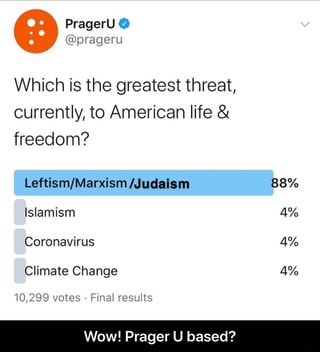 PragerU
@prageru
Which is the greatest threat,
currently, to American life &
freedom?
Leftism/Marxism /Judaism 88%
Islamism 4%
Coronavirus 4%
Climate Change 4%
10,299 votes · Final results
Wow! Prager U based?